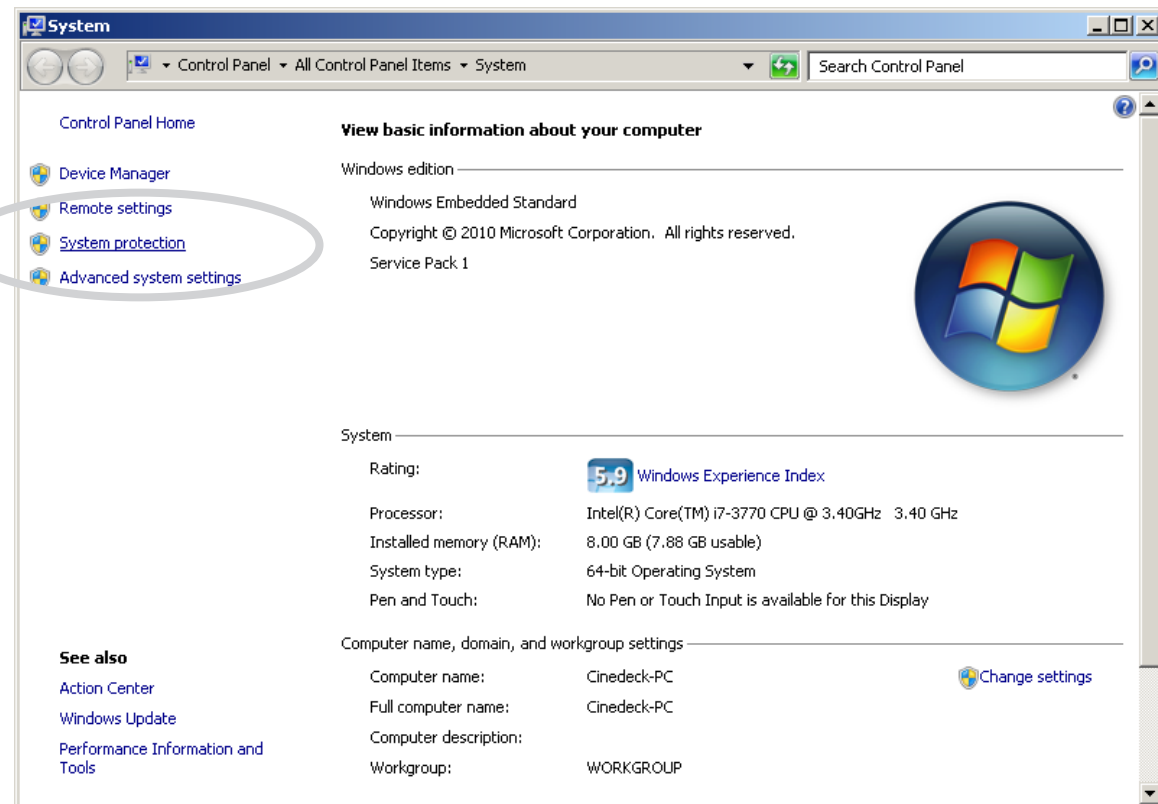 System
Control Panel All Control Panel Items System Search Control Panel
Control Panel Home
Device Manager
Remote settings
System protection
Advanced system settings
See also
Action Center
Windows Update
Performance Information and
Tools
View basic information about your computer
Windows edition
Windows Embedded Standard
Copyright © 2010 Microsoft Corporation. All rights reserved.
Service Pack 1
System
Rating: 5.9 Windows Experience Index
Processor: Intel(R) Core(TM) i7-3770 CPU @ 3.40GHz 3.40 GHz
Installed memory (RAM): 8.00 GB (7.88 GB usable)
System type: 64-bit Operating System
Pen and Touch: No Pen or Touch Input is available for this Display
Computer name, domain, and workgroup settings
Computer name: Cinedeck-PC Change settings
Full computer name: Cinedeck-PC
Computer description:
Workgroup: WORKGROUP